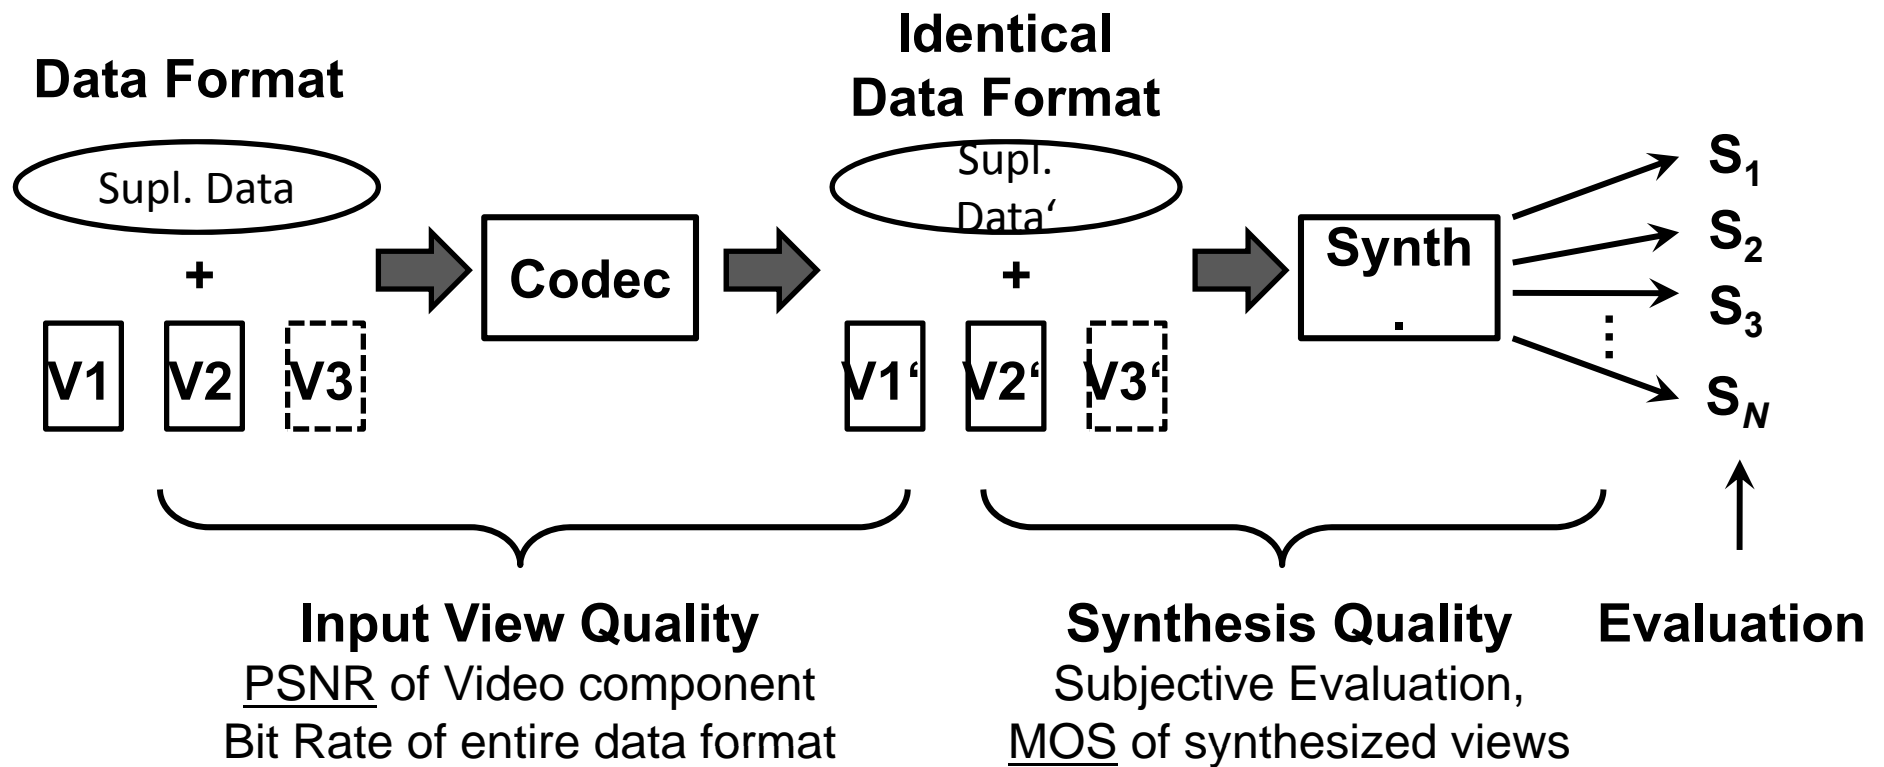 Data Format
Supl. Data
+
V1 V2 V3
Codec
Identical
Data Format
Supl.
Data‘
+
V1‘ V2‘ V3‘
Synth
.
S1
S2
S3
SN
Input View Quality
PSNR of Video component
Bit Rate of entire data format
Synthesis Quality
Subjective Evaluation,
MOS of synthesized views
Evaluation